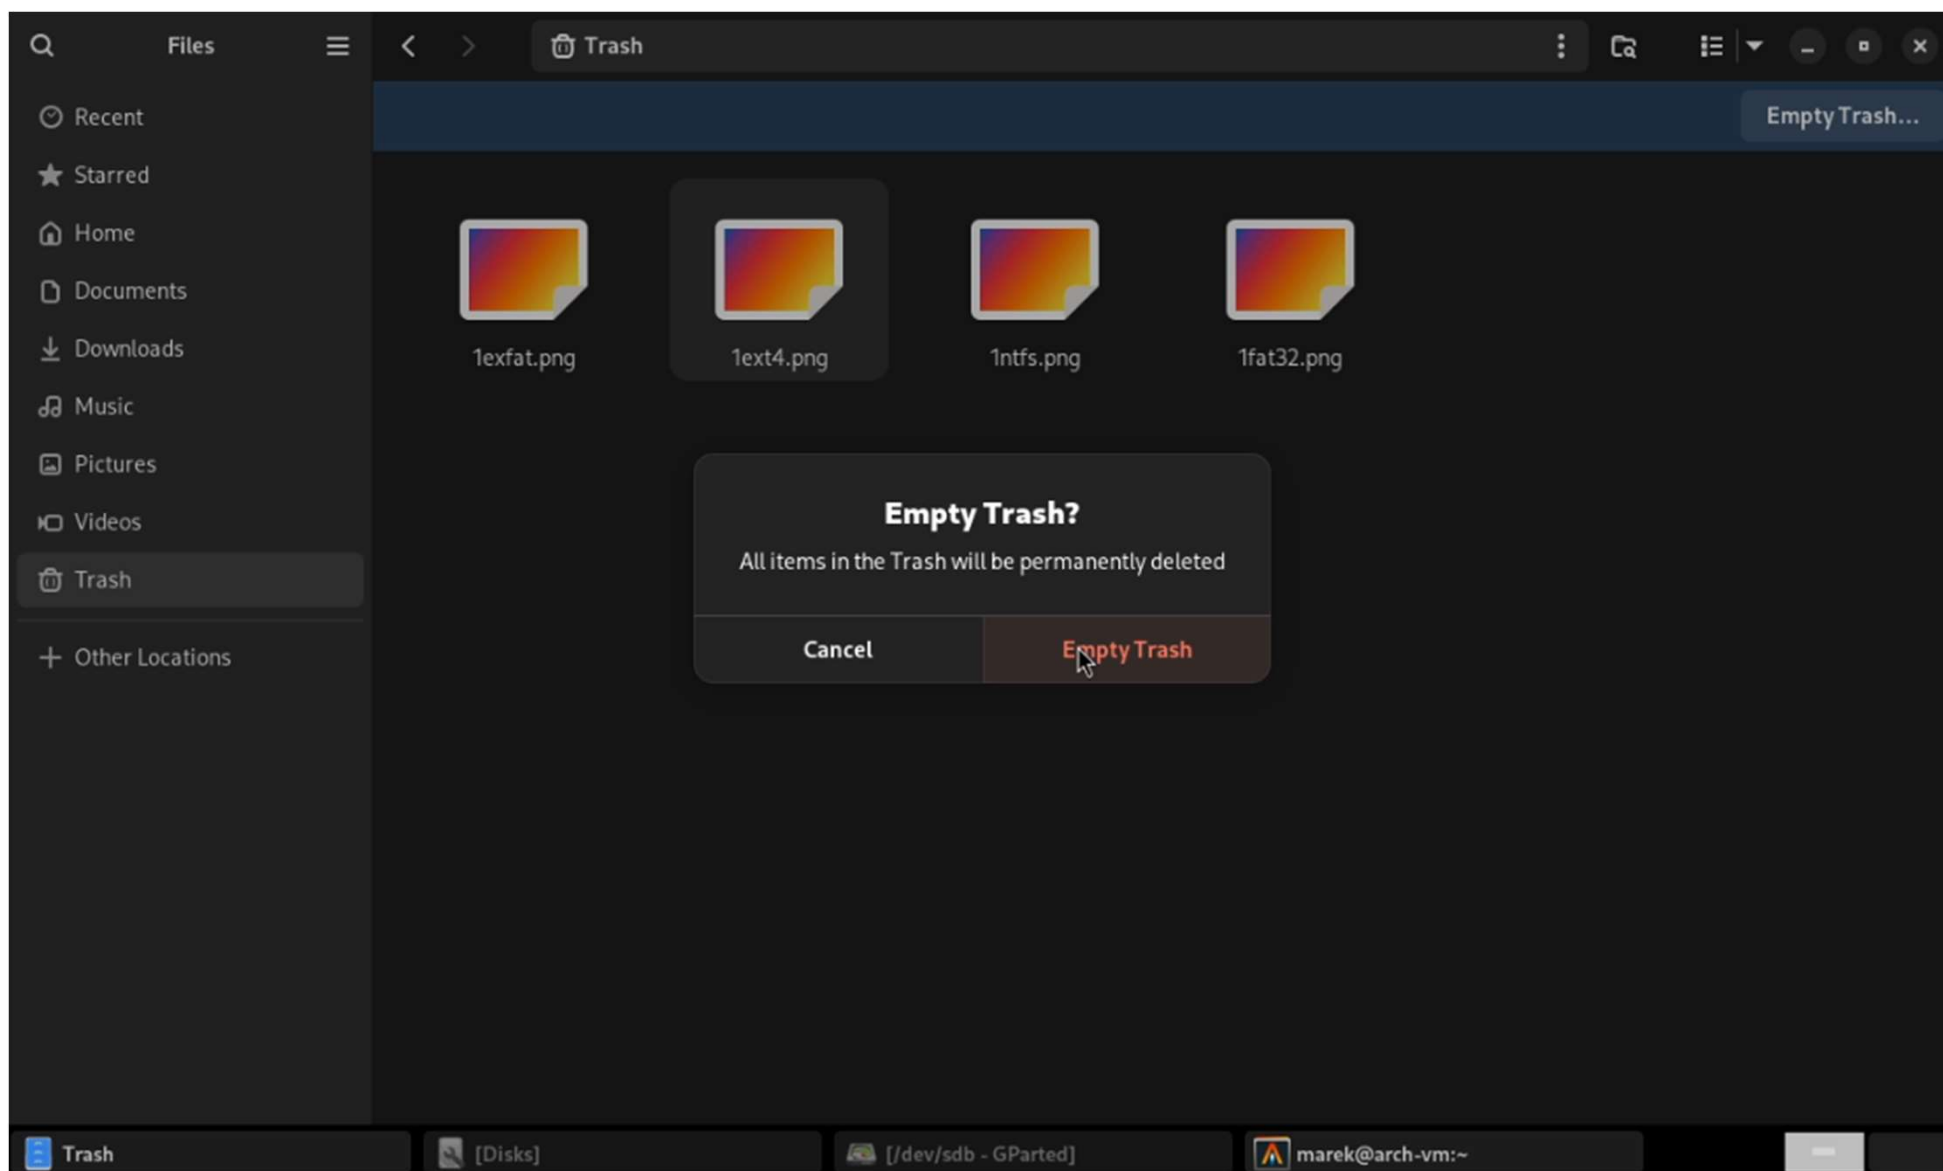 Files
Trash
Empty Trash...
Recent
Starred
Home
Documents
Downloads
Music
Pictures
Videos
Trash
Other Locations
1exfat.png
1ext4.png
1ntfs.png
1fat32.png
Empty Trash?
All items in the Trash will be permanently deleted
Cancel
Empty Trash
Trash
[Disks]
[/dev/sdb - GParted]
marek@arch-vm:~